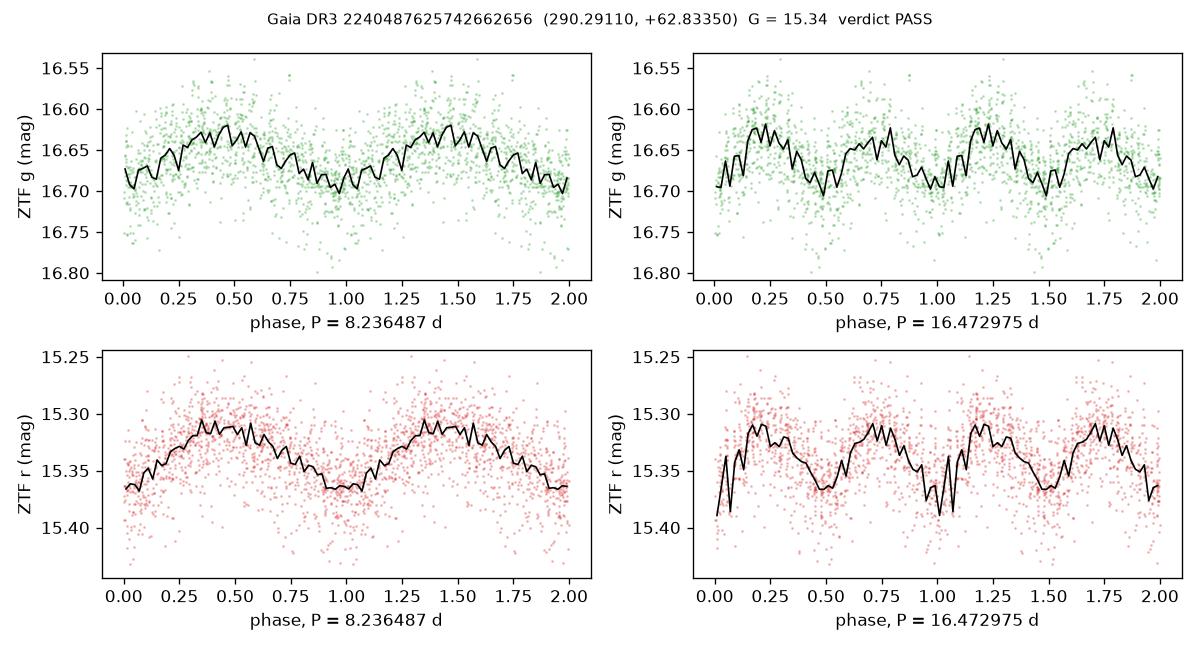 Gaia DR3 2240487625742662656 (290.29110, +62.83350) G = 15.34 verdict PASS
ZTF g (mag)
16.55
16.60
16.65
16.70
16.75
16.80
0.00 0.25 0.50 0.75 1.00 1.25 1.50 1.75 2.00
phase, P = 8.236487 d
ZTF g (mag)
16.55
16.60
16.65
16.70
16.75
16.80
0.00 0.25 0.50 0.75 1.00 1.25 1.50 1.75 2.00
phase, P = 16.472975 d
ZTF r (mag)
15.25
15.30
15.35
15.40
0.00 0.25 0.50 0.75 1.00 1.25 1.50 1.75 2.00
phase, P = 8.236487 d
ZTF r (mag)
15.25
15.30
15.35
15.40
0.00 0.25 0.50 0.75 1.00 1.25 1.50 1.75 2.00
phase, P = 16.472975 d